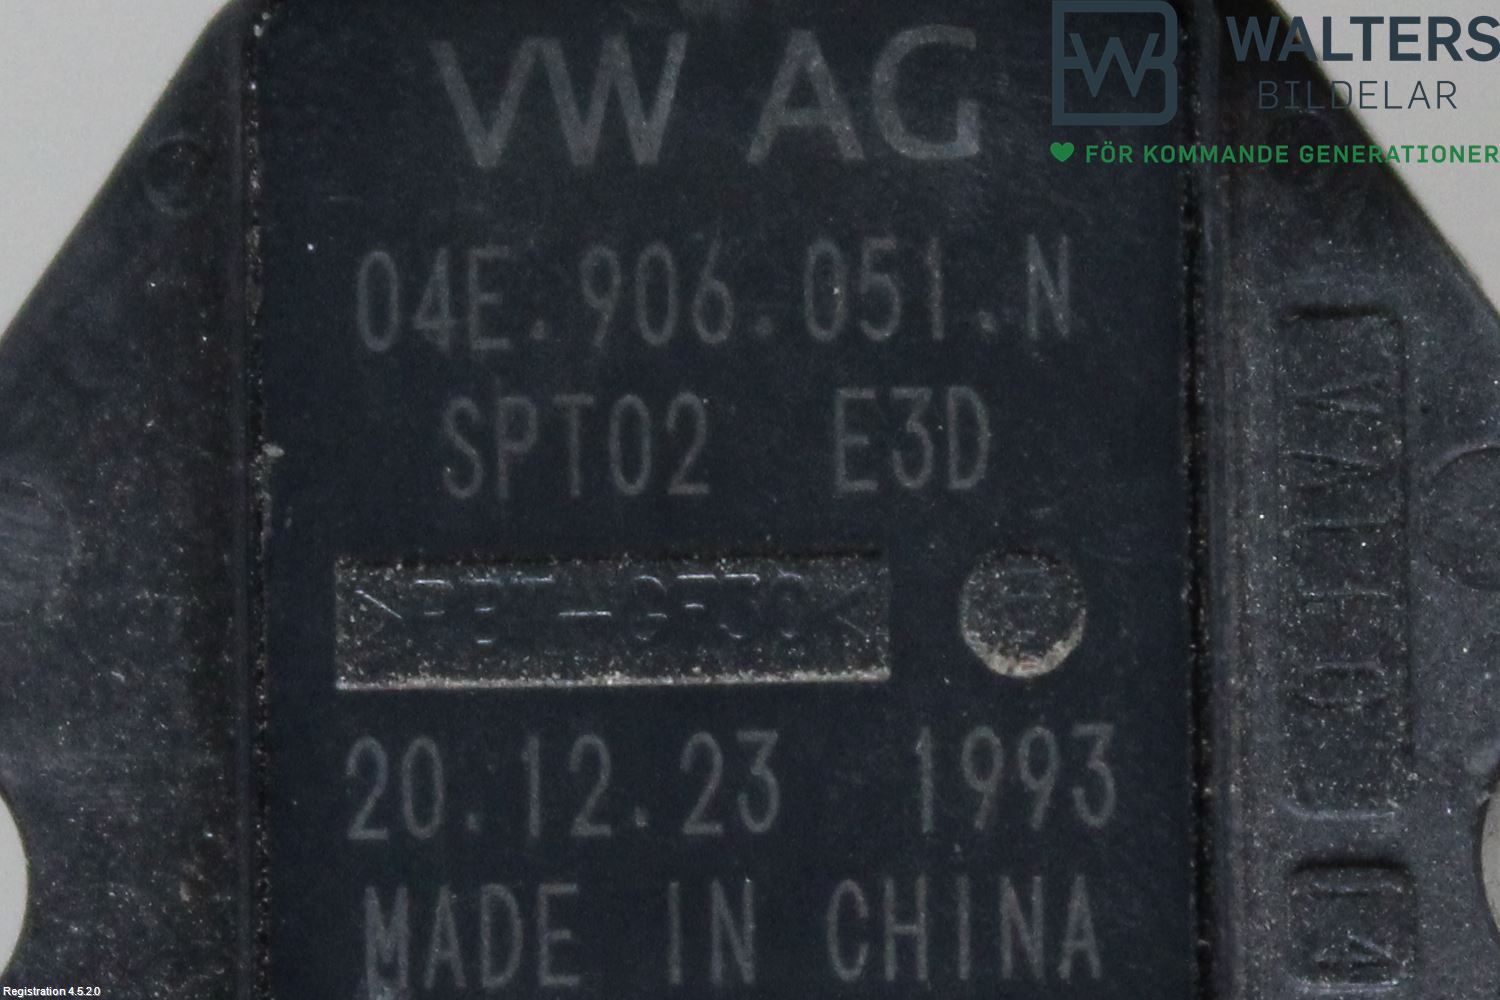 VW AG
04E.906.051.N
SPT02 E3D
20.12.23 1993
MADE IN CHINA
WALTERS
BILDELAR
FÖR KOMMANDE GENERATIONER
Registration 4.5.2.0